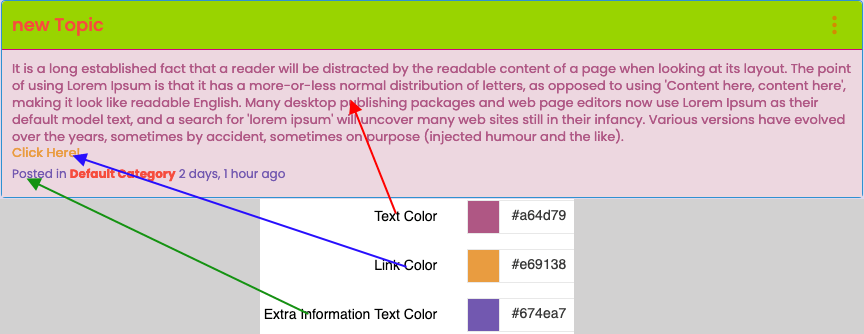 new Topic
It is a long established fact that a reader will be distracted by the readable content of a page when looking at its layout. The point
of using Lorem Ipsum is that it has a more-or-less normal distribution of letters, as opposed to using 'Content here, content here',
making it look like readable English. Many desktop publishing packages and web page editors now use Lorem Ipsum as their
default model text, and a search for 'lorem ipsum' will uncover many web sites still in their infancy. Various versions have evolved
over the years, sometimes by accident, sometimes on purpose (injected humour and the like).
Click Here!
Posted in Default Category 2 days, 1 hour ago
Text Color #a64d79
Link Color #e69138
Extra Information Text Color #674ea7